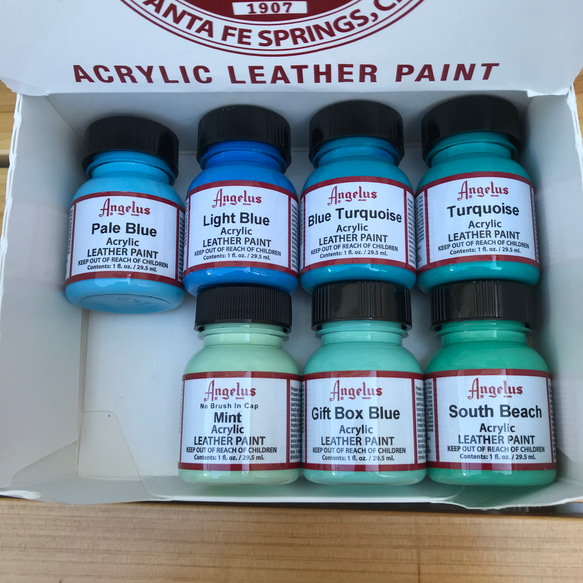 1907
SANTA FE SPRINGS, C
ACRYLIC LEATHER PAINT
Angelus
Pale Blue
Acrylic
LEATHER PAINT
KEEP OUT OF REACH OF CHILDREN
Contents: 1 fl. oz. / 29.5 ml.
Angelus
Light Blue
Acrylic
LEATHER PAINT
KEEP OUT OF REACH OF CHILDREN
Contents: 1 fl. oz. / 29.5 ml.
Angelus
Blue Turquoise
Acrylic
LEATHER PAINT
KEEP OUT OF REACH OF CHILDREN
Contents: 1 fl. oz. / 29.5 ml.
Angelus
Turquoise
Acrylic
LEATHER PAINT
KEEP OUT OF REACH OF CHILDREN
Contents: 1 fl. oz. / 29.5 ml.
Angelus
No Brush In Cap
Mint
Acrylic
LEATHER PAINT
KEEP OUT OF REACH OF CHILDREN
Contents: 1 fl. oz. / 29.5 ml.
Angelus
Gift Box Blue
Acrylic
LEATHER PAINT
KEEP OUT OF REACH OF CHILDREN
Contents: 1 fl. oz. / 29.5 ml.
Angelus
South Beach
Acrylic
LEATHER PAINT
KEEP OUT OF REACH OF CHILDREN
Contents: 1 fl. oz. / 29.5 ml.